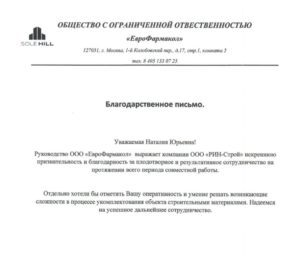 SOLE HILL
ОБЩЕСТВО С ОГРАНИЧЕННОЙ ОТВЕТСТВЕННОСТЬЮ
«ЕвроФармакол»
127051, г. Москва, 1-й Колобовский пер., д.17, стр.1, комната 2
тел: 8 495 133 07 25
Благодарственное письмо.
Уважаемая Наталия Юрьевна!
Руководство ООО «ЕвроФармакол» выражает компании ООО «РИН-Строй» искреннюю
признательность и благодарность за плодотворное и результативное сотрудничество на
протяжении всего периода совместной работы.
Отдельно хотели бы отметить Вашу оперативность и умение решать возникающие
сложности в процессе укомплектования объекта строительными материалами. Надеемся
на успешное дальнейшее сотрудничество.